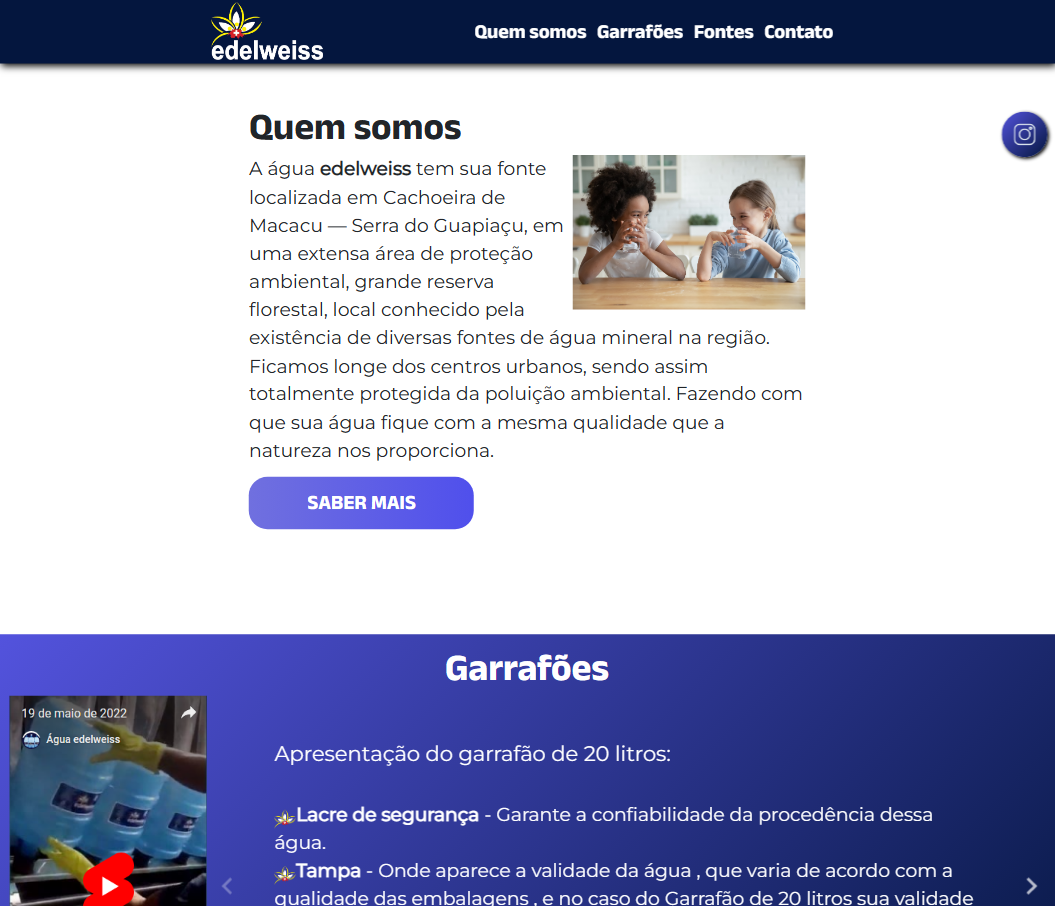 edelweiss
Quem somos Garrafões Fontes Contato
Quem somos
A água edelweiss tem sua fonte
localizada em Cachoeira de
Macacu — Serra do Guapiaçu, em
uma extensa área de proteção
ambiental, grande reserva
florestal, local conhecido pela
existência de diversas fontes de água mineral na região.
Ficamos longe dos centros urbanos, sendo assim
totalmente protegida da poluição ambiental. Fazendo com
que sua água fique com a mesma qualidade que a
natureza nos proporciona.
SABER MAIS
Garrafões
19 de maio de 2022
Água edelweiss
Apresentação do garrafão de 20 litros:
Lacre de segurança - Garante a confiabilidade da procedência dessa
água.
Tampa - Onde aparece a validade da água , que varia de acordo com a
qualidade das embalagens , e no caso do Garrafão de 20 litros sua validade